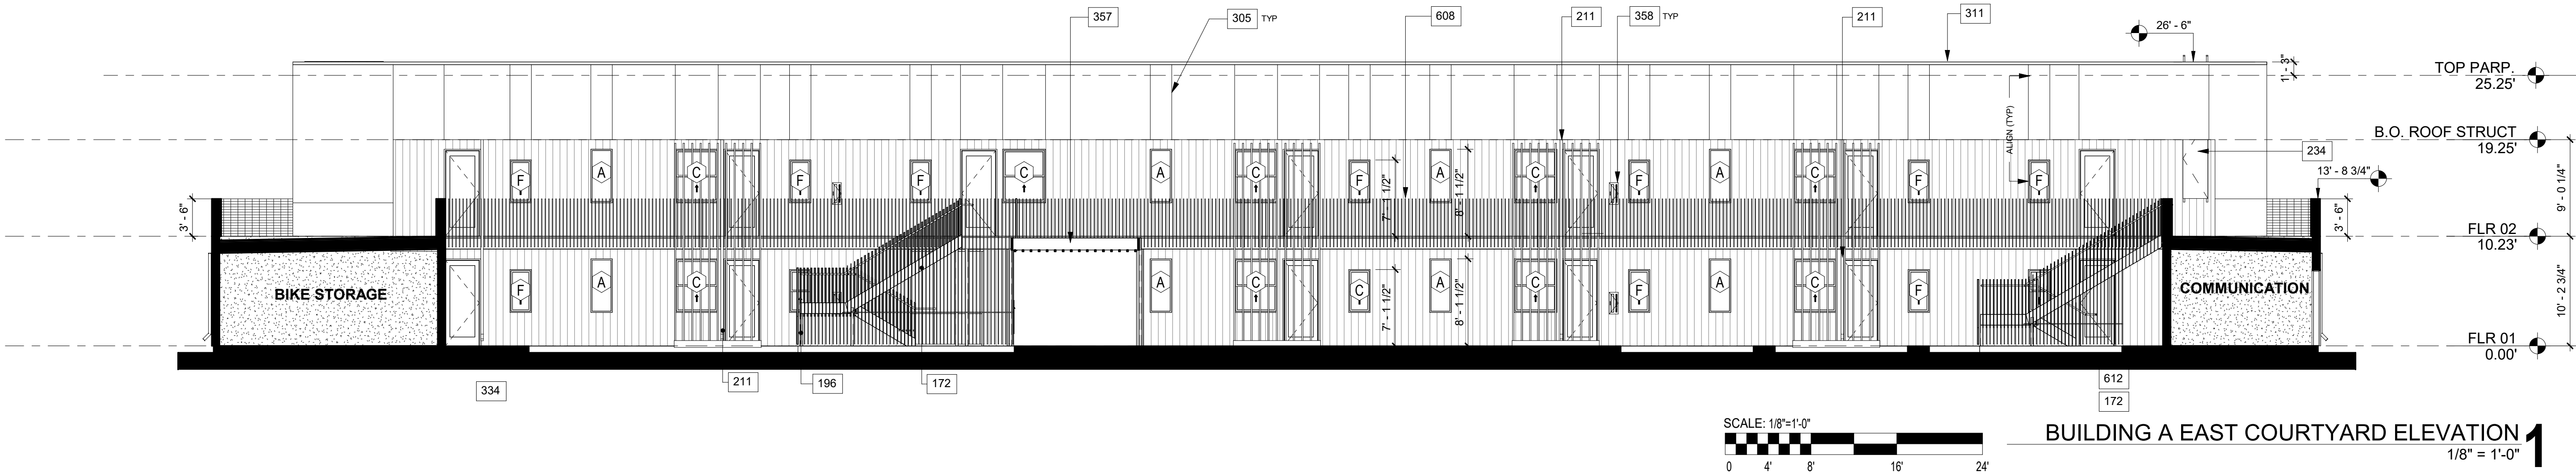 357
305 TYP
608
211
358 TYP
211
311
26' - 6"
1' - 3"
TOP PARP.
25.25'
ALIGN (TYP)
B.O. ROOF STRUCT
19.25'
234
13' - 8 3/4"
F
A
C
F
F
C
A
C
F
A
C
F
A
C
F
F
7' - 1 1/2"
8' - 1 1/2"
9' - 0 1/4"
3' - 6"
3' - 6"
FLR 02
10.23'
F
A
C
A
C
C
A
C
F
A
C
F
7' - 1 1/2"
8' - 1 1/2"
10' - 2 3/4"
BIKE STORAGE
COMMUNICATION
FLR 01
0.00'
334
211
196
172
612
172
SCALE: 1/8"=1'-0"
0 4' 8' 16' 24'
BUILDING A EAST COURTYARD ELEVATION 1
1/8" = 1'-0"